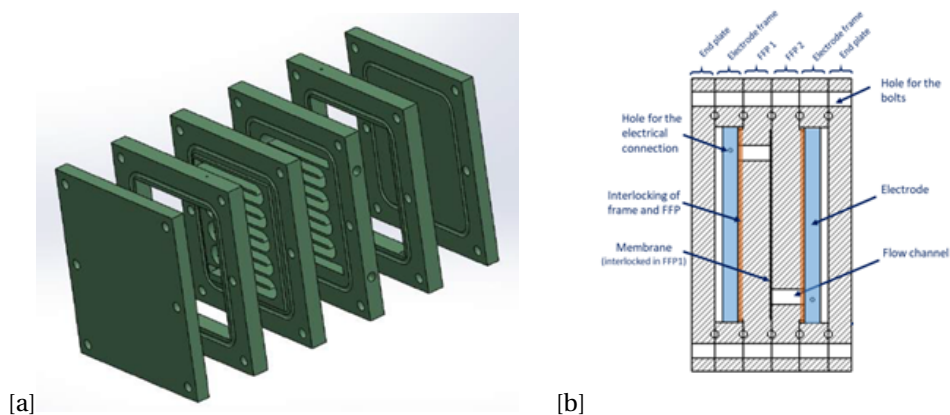 End plate
Electrode frame
FFP 1
FFP 2
Electrode frame
End plate
Hole for the
bolts
Hole for the
electrical
connection
Electrode
Interlocking of
frame and FFP
Membrane
(interlocked in FFP1)
Flow channel
[a]
[b]